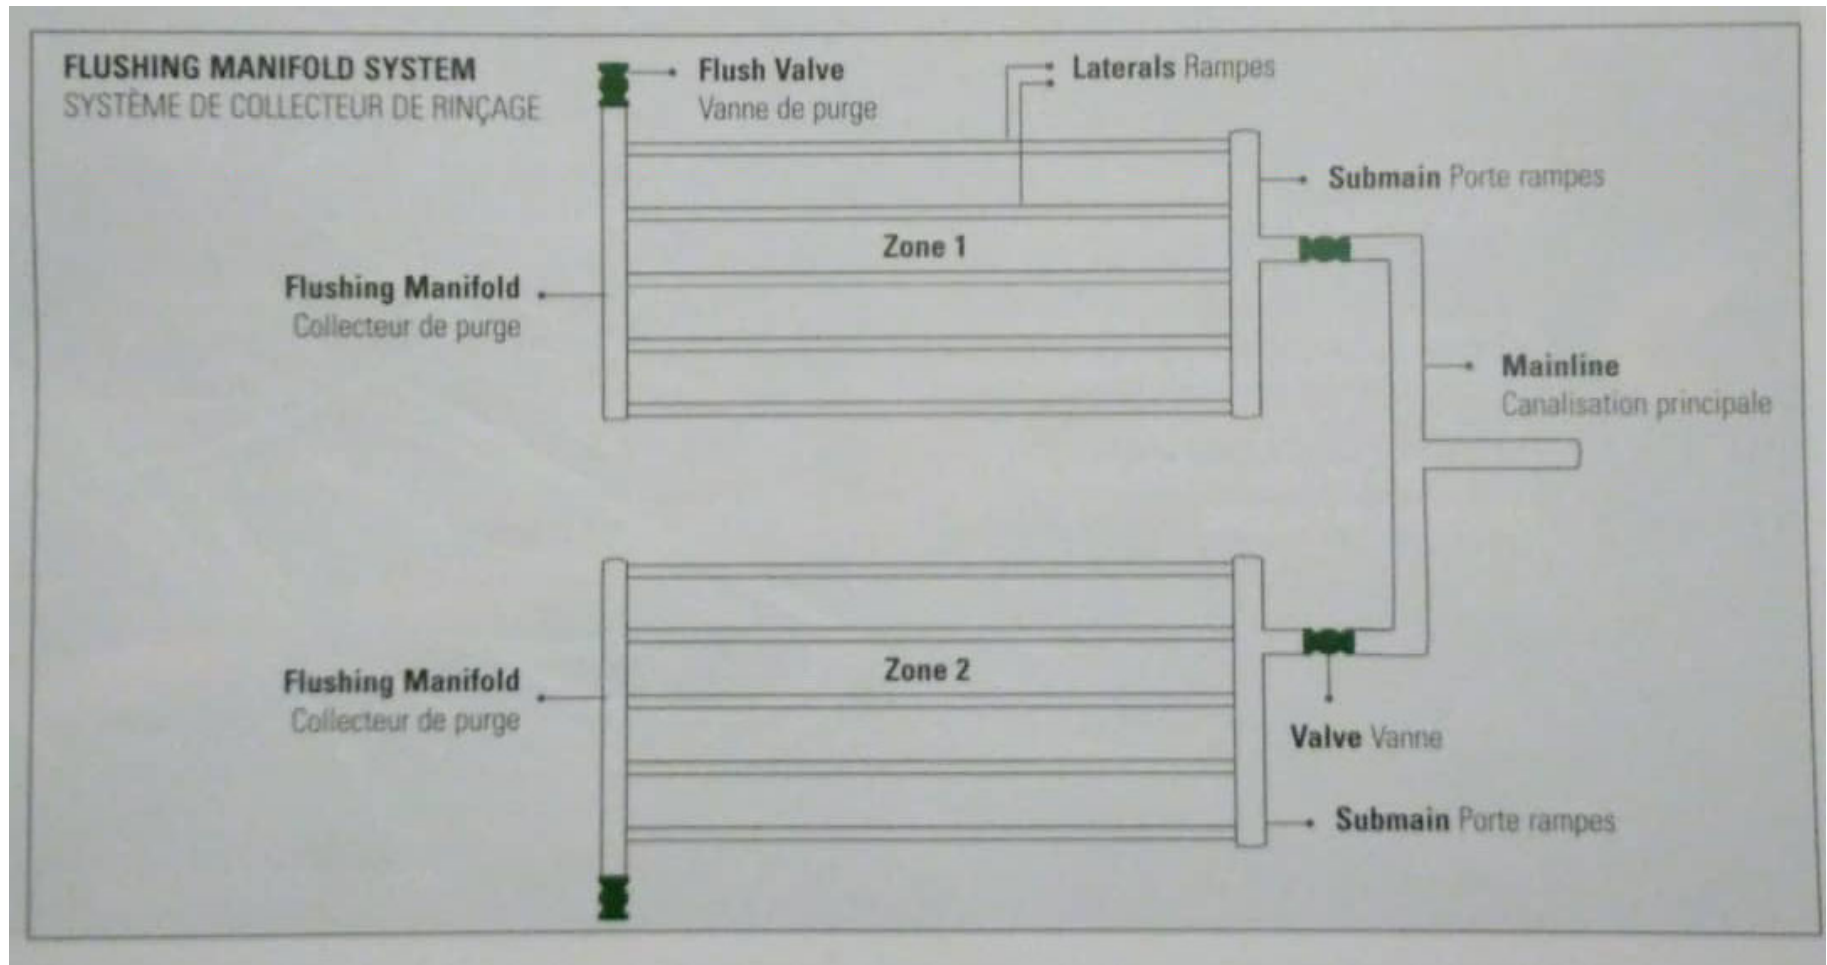 FLUSHING MANIFOLD SYSTEM
SYSTÈME DE COLLECTEUR DE RINÇAGE
Flush Valve
Vanne de purge
Laterals Rampes
Submain Porte rampes
Zone 1
Flushing Manifold
Collecteur de purge
Mainline
Canalisation principale
Zone 2
Flushing Manifold
Collecteur de purge
Valve Vanne
Submain Porte rampes